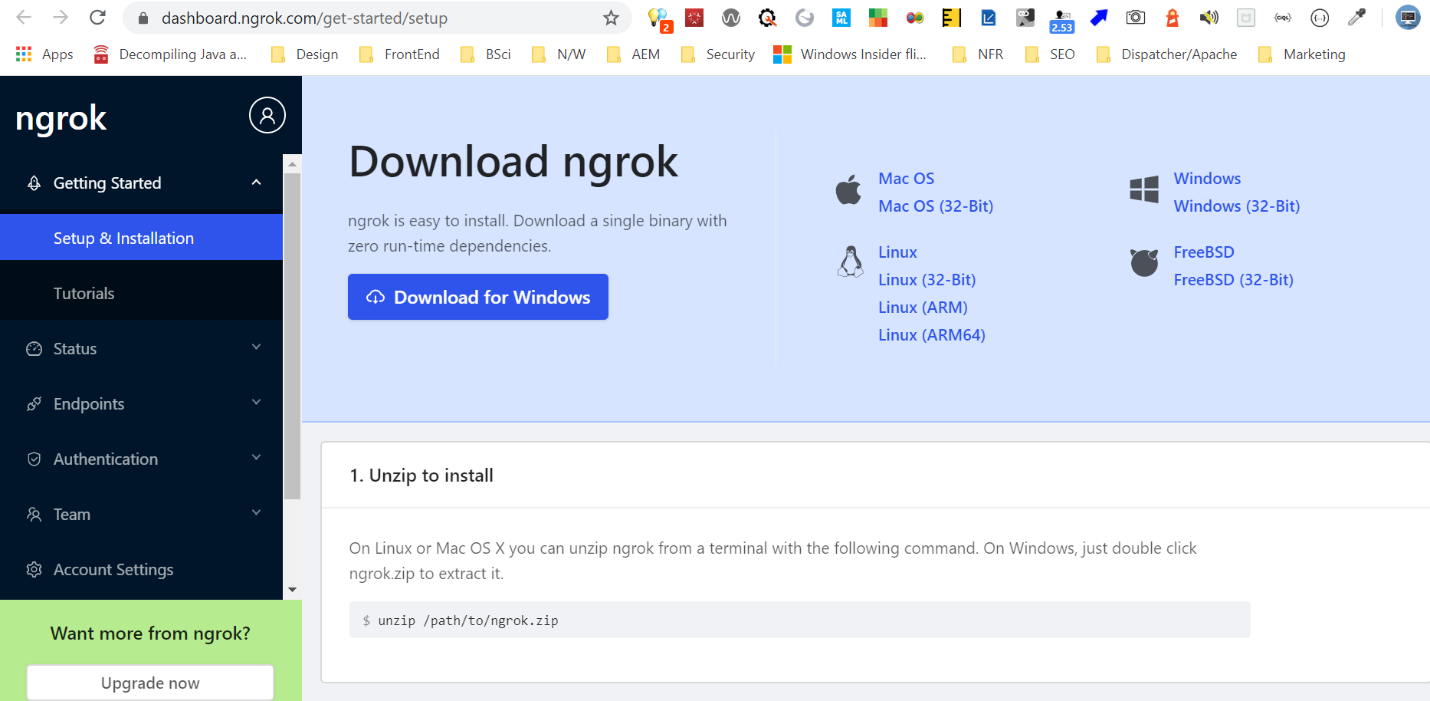 dashboard.ngrok.com/get-started/setup
2
2.53
Apps
Decompiling Java a...
Design
FrontEnd
BSci
N/W
AEM
Security
Windows Insider fli...
NFR
SEO
Dispatcher/Apache
Marketing
ngrok
Getting Started
Setup & Installation
Tutorials
Status
Endpoints
Authentication
Team
Account Settings
Want more from ngrok?
Upgrade now
Download ngrok
ngrok is easy to install. Download a single binary with
zero run-time dependencies.
Download for Windows
Mac OS
Mac OS (32-Bit)
Linux
Linux (32-Bit)
Linux (ARM)
Linux (ARM64)
Windows
Windows (32-Bit)
FreeBSD
FreeBSD (32-Bit)
1. Unzip to install
On Linux or Mac OS X you can unzip ngrok from a terminal with the following command. On Windows, just double click
ngrok.zip to extract it.
$ unzip /path/to/ngrok.zip